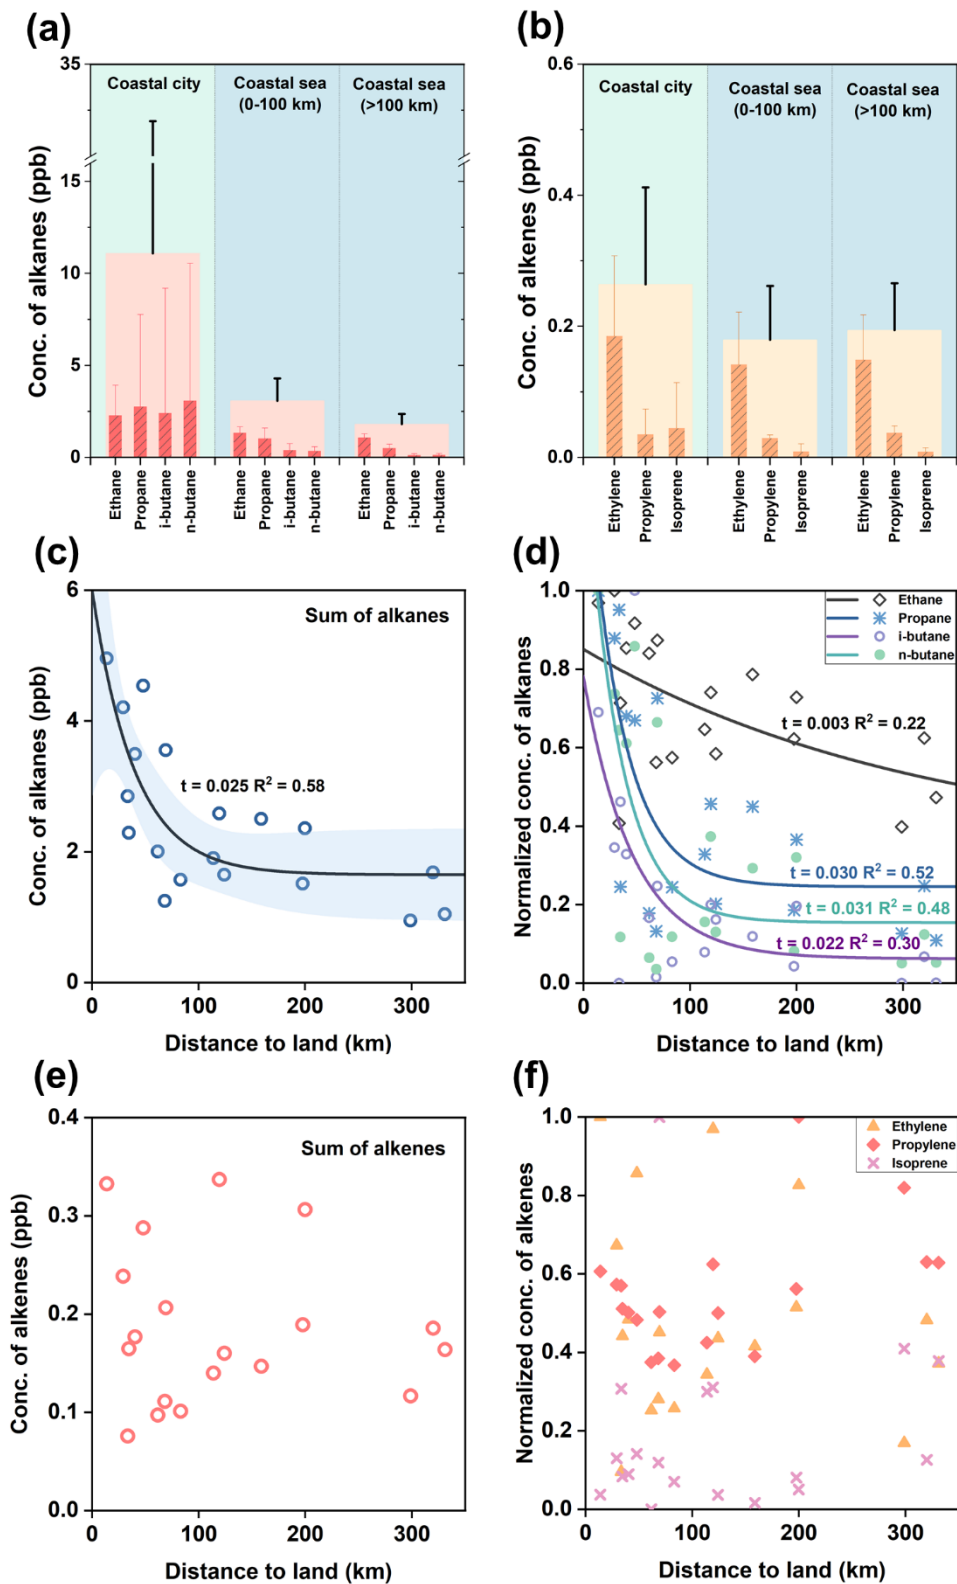 (a)
Conc. of alkanes (ppb)
35
15
10
5
0
Coastal city
Coastal sea
(0-100 km)
Coastal sea
(>100 km)
Ethane
Propane
i-butane
n-butane
Ethane
Propane
i-butane
n-butane
Ethane
Propane
i-butane
n-butane
(b)
Conc. of alkenes (ppb)
0.6
0.4
0.2
0.0
Coastal city
Coastal sea
(0-100 km)
Coastal sea
(>100 km)
Ethylene
Propylene
Isoprene
Ethylene
Propylene
Isoprene
Ethylene
Propylene
Isoprene
(c)
Conc. of alkanes (ppb)
6
4
2
0
Sum of alkanes
t = 0.025 R² = 0.58
0
100
200
300
Distance to land (km)
(d)
Normalized conc. of alkanes
1.0
0.8
0.6
0.4
0.2
0.0
Ethane
Propane
i-butane
n-butane
t = 0.003 R² = 0.22
t = 0.030 R² = 0.52
t = 0.031 R² = 0.48
t = 0.022 R² = 0.30
0
100
200
300
Distance to land (km)
(e)
Conc. of alkenes (ppb)
0.4
0.3
0.2
0.1
0.0
Sum of alkenes
0
100
200
300
Distance to land (km)
(f)
Normalized conc. of alkenes
1.0
0.8
0.6
0.4
0.2
0.0
Ethylene
Propylene
Isoprene
0
100
200
300
Distance to land (km)